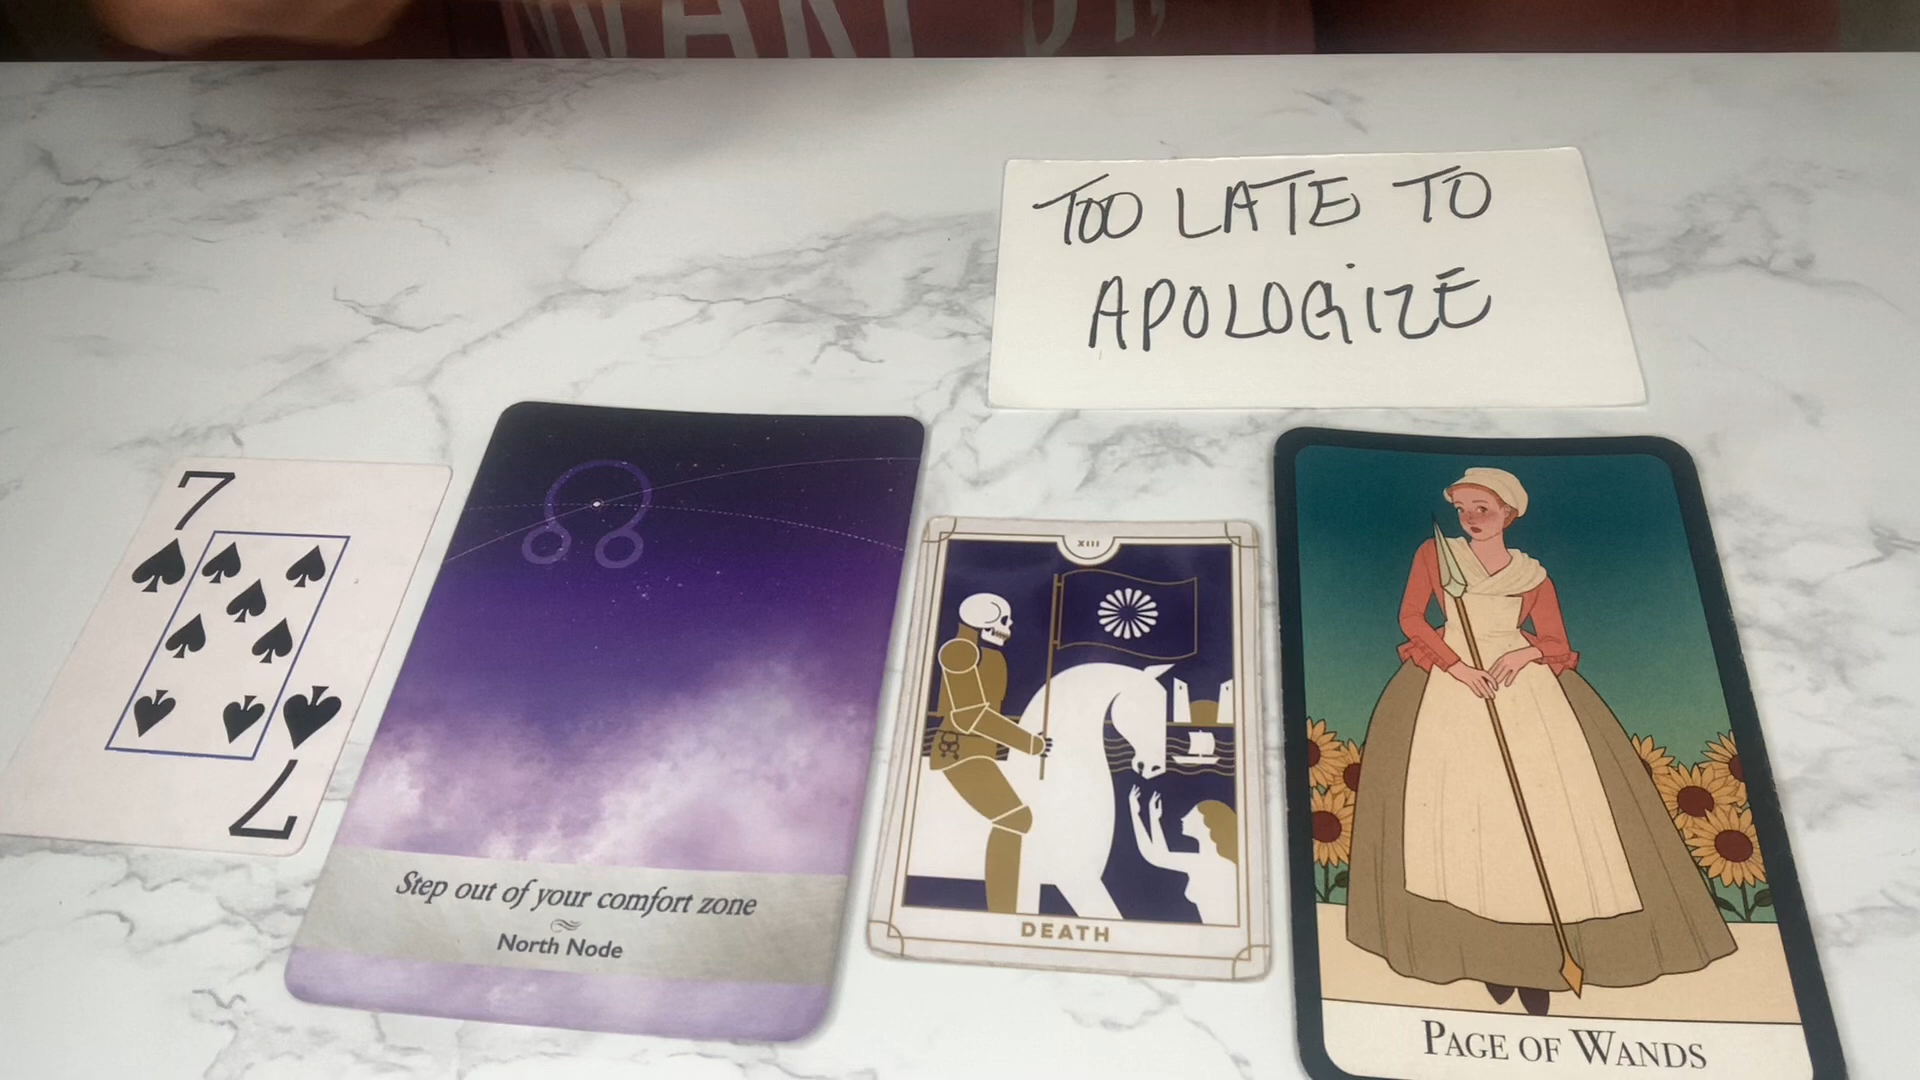 TOO LATE TO
APOLOGIZE
7
7
Step out of your comfort zone
North Node
XIII
DEATH
PAGE OF WANDS